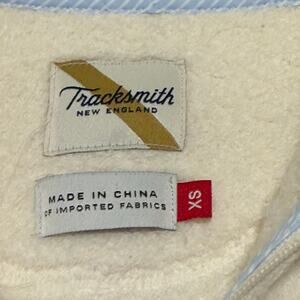 Tracksmith
NEW ENGLAND
MADE IN CHINA
OF IMPORTED FABRICS
XS